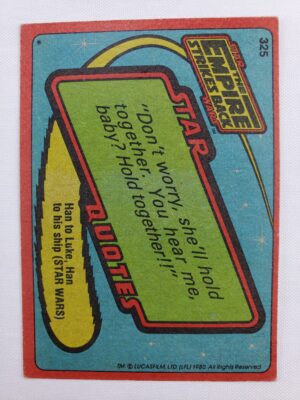 325
STAR
THE
EMPIRE
STRIKES BACK
WARS
STAR
QUOTES
"Don't worry, she'll hold
together. . . You hear me,
baby? Hold together!!"
Han to Luke, Han
to his ship (STAR WARS)
TM: © LUCASFILM, LTD (LFL) 1980 All Rights Reserved